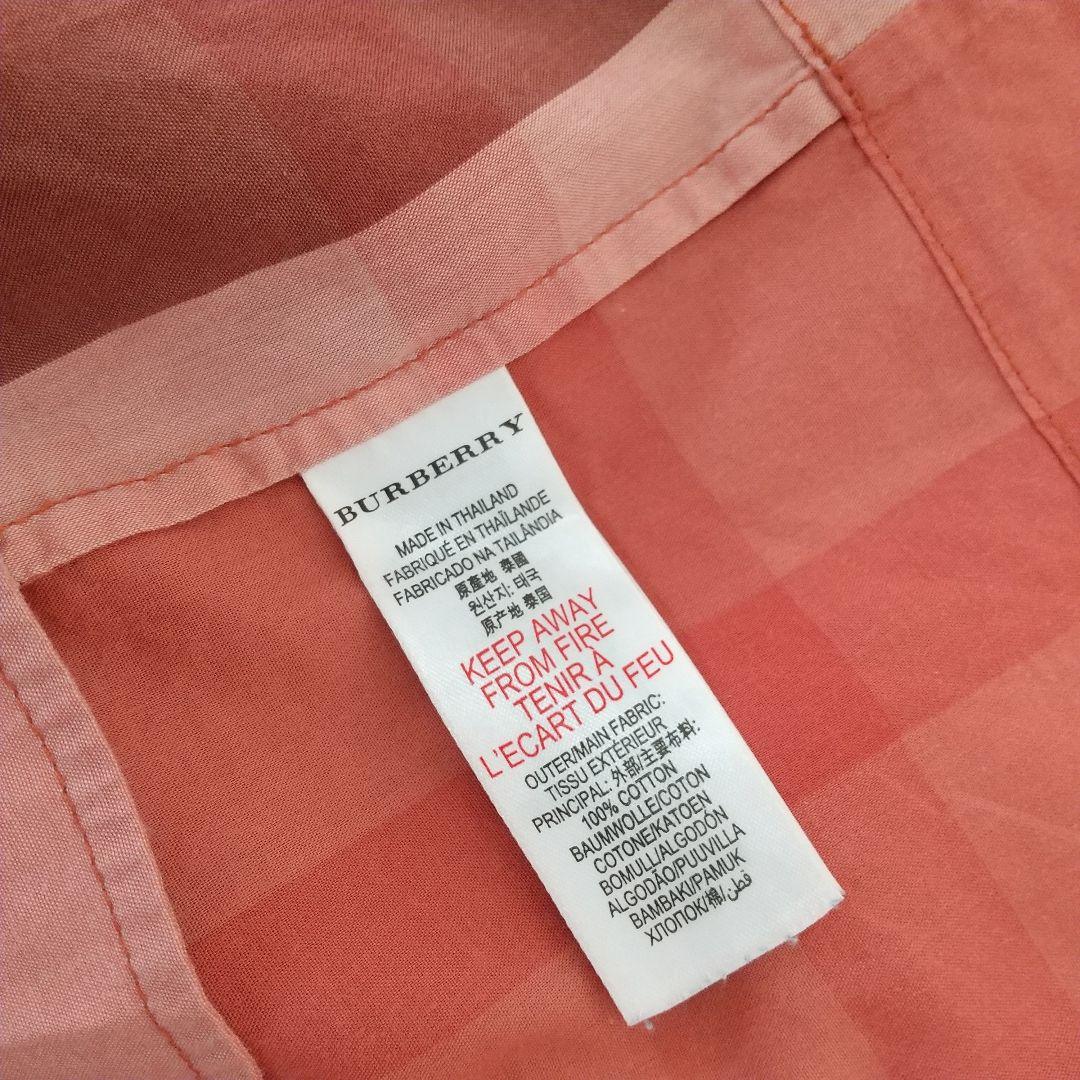 BURBERRY
MADE IN THAILAND
FABRIQUÉ EN THAÏLANDE
FABRICADO NA TAILÂNDIA
原產地 泰國
원산지: 태국
原产地 泰国
KEEP AWAY
FROM FIRE
TENIR À
L'ECART DU FEU
OUTER/MAIN FABRIC:
TISSU EXTÉRIEUR
PRINCIPAL: 外部/主要布料:
100% COTTON
BAUMWOLLE/COTON
COTONE/KATOEN
BOMULL/ALGODÓN
ALGODÃO/PUUVILLA
BAMBAKI/PAMUK
ХЛОПОК/棉/قطن